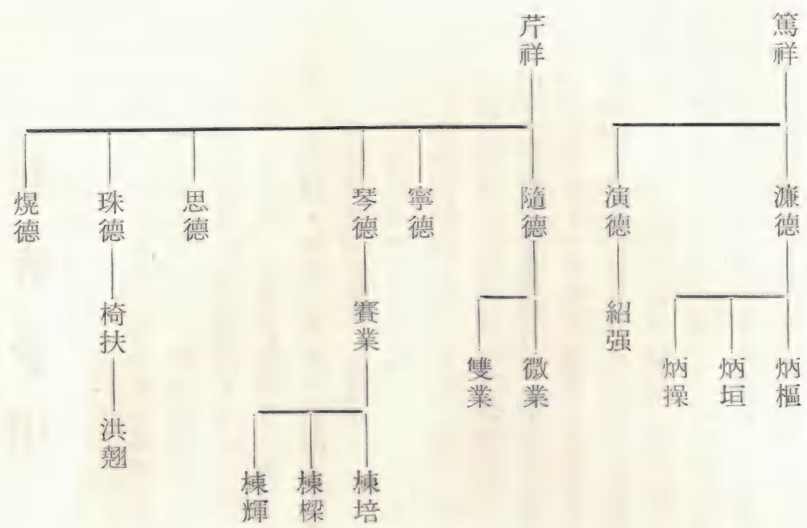 篤祥
濂德
演德
炳樞
炳垣
炳操
紹强
芹祥
隨德
寧德
琴德
思德
珠德
熀德
微業
雙業
賽業
棟培
棟樑
棟輝
椅扶
洪翹